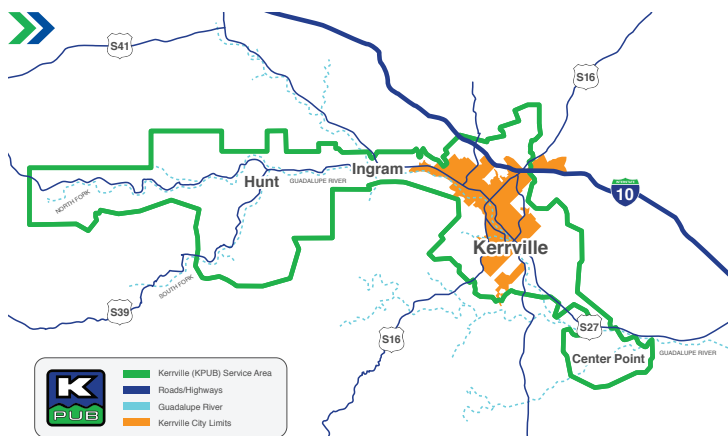 S41
S16
Ingram
Hunt
GUADALUPE RIVER
INTERSTATE
10
NORTH FORK
Kerrville
SOUTH FORK
S39
S27
S16
GUADALUPE RIVER
Center Point
K
PUB
Kerrville (KPUB) Service Area
Roads/Highways
Guadalupe River
Kerrville City Limits